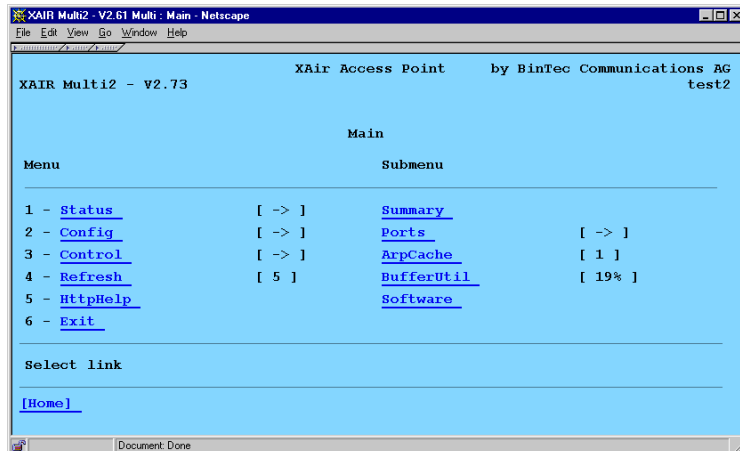 XAIR Multi2 - V2.61 Multi : Main - Netscape
File Edit View Go Window Help
XAir Access Point by BinTec Communications AG
XAIR Multi2 - V2.73 test2
Main
Menu Submenu
1 - Status [ -> ] Summary
2 - Config [ -> ] Ports [ -> ]
3 - Control [ -> ] ArpCache [ 1 ]
4 - Refresh [ 5 ] BufferUtil [ 19% ]
5 - HttpHelp Software
6 - Exit
Select link
[Home]
Document: Done